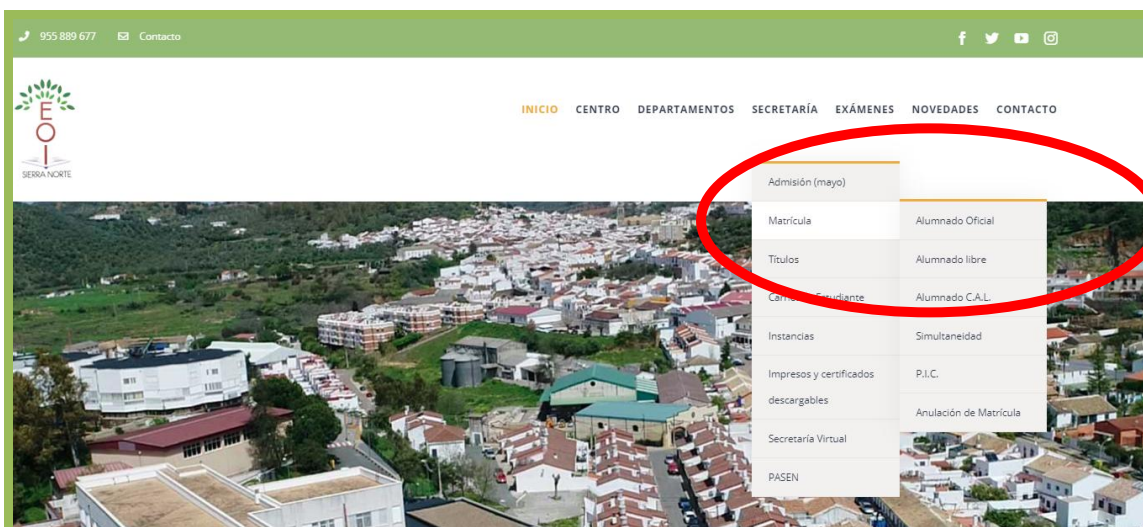 955 889 677 Contacto
EOI
SIERRA NORTE
INICIO CENTRO DEPARTAMENTOS SECRETARÍA EXÁMENES NOVEDADES CONTACTO
Admisión (mayo)
Matrícula
Títulos
Estudiante
Instancias
Impresos y certificados
descargables
Secretaría Virtual
PASEN
Alumnado Oficial
Alumnado libre
Alumnado C.A.L.
Simultaneidad
P.I.C.
Anulación de Matrícula